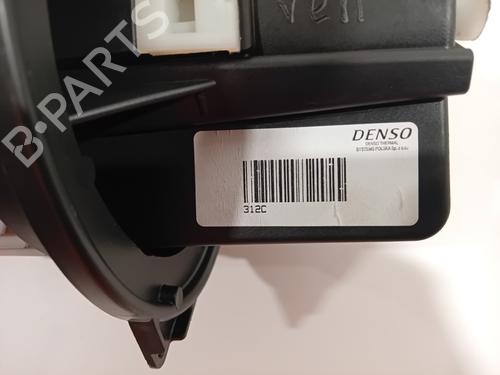 B-PARTS
DENSO
DENSO THERMAL
SYSTEMS POLSKA Sp. z o.o.
312C